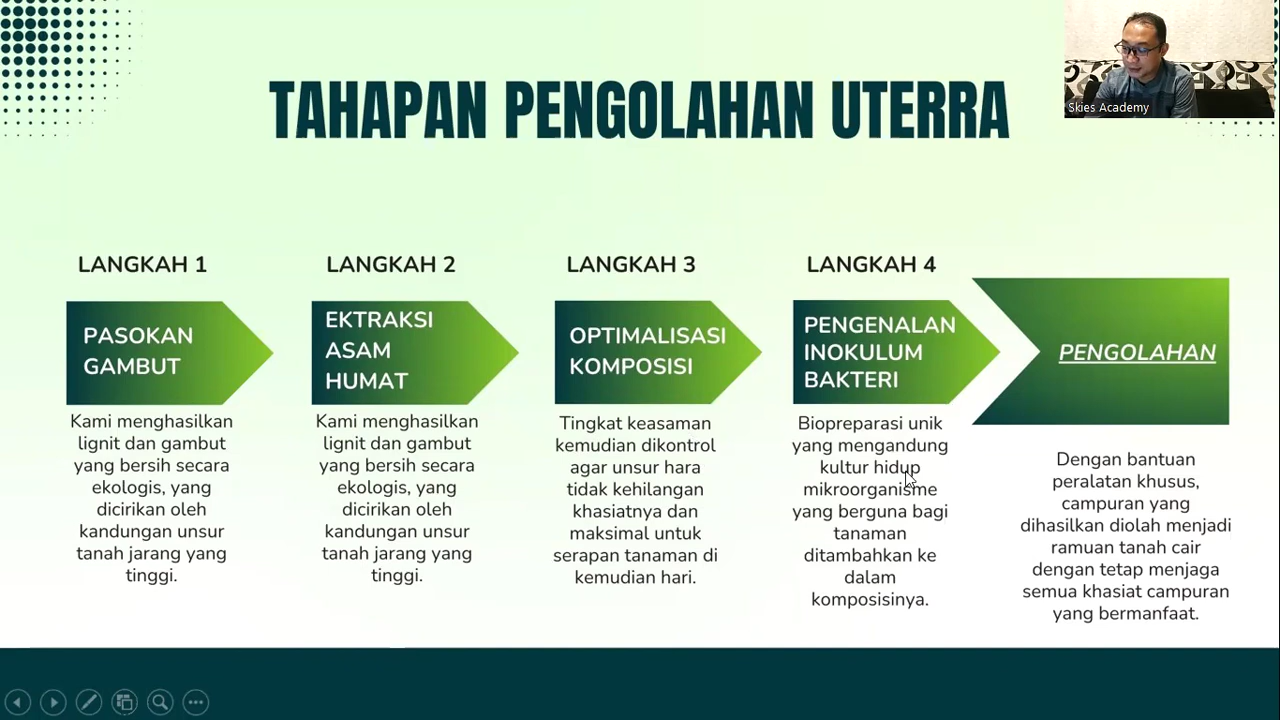 Skies Academy
TAHAPAN PENGOLAHAN UTERRA
LANGKAH 1
PASOKAN
GAMBUT
Kami menghasilkan
lignit dan gambut
yang bersih secara
ekologis, yang
dicirikan oleh
kandungan unsur
tanah jarang yang
tinggi.
LANGKAH 2
EKTRAKSI
ASAM
HUMAT
Kami menghasilkan
lignit dan gambut
yang bersih secara
ekologis, yang
dicirikan oleh
kandungan unsur
tanah jarang yang
tinggi.
LANGKAH 3
OPTIMALISASI
KOMPOSISI
Tingkat keasaman
kemudian dikontrol
agar unsur hara
tidak kehilangan
khasiatnya dan
maksimal untuk
serapan tanaman di
kemudian hari.
LANGKAH 4
PENGENALAN
INOKULUM
BAKTERI
Biopreparasi unik
yang mengandung
kultur hidup
mikroorganisme
yang berguna bagi
tanaman
ditambahkan ke
dalam
komposisinya.
PENGOLAHAN
Dengan bantuan
peralatan khusus,
campuran yang
dihasilkan diolah menjadi
ramuan tanah cair
dengan tetap menjaga
semua khasiat campuran
yang bermanfaat.